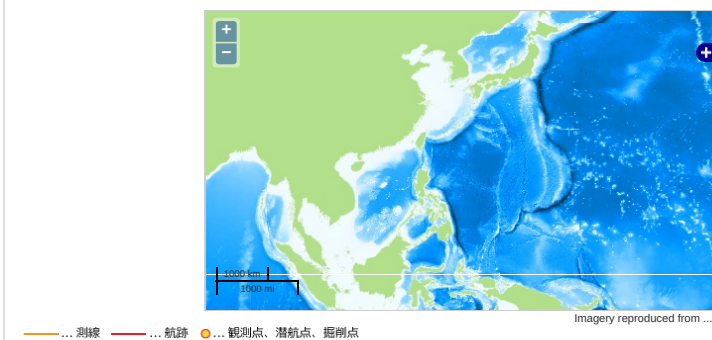 +
−
+
1000 km
1000 mi
Imagery reproduced from ...
... 測線 ... 航跡 ... 観測点、潜航点、掘削点